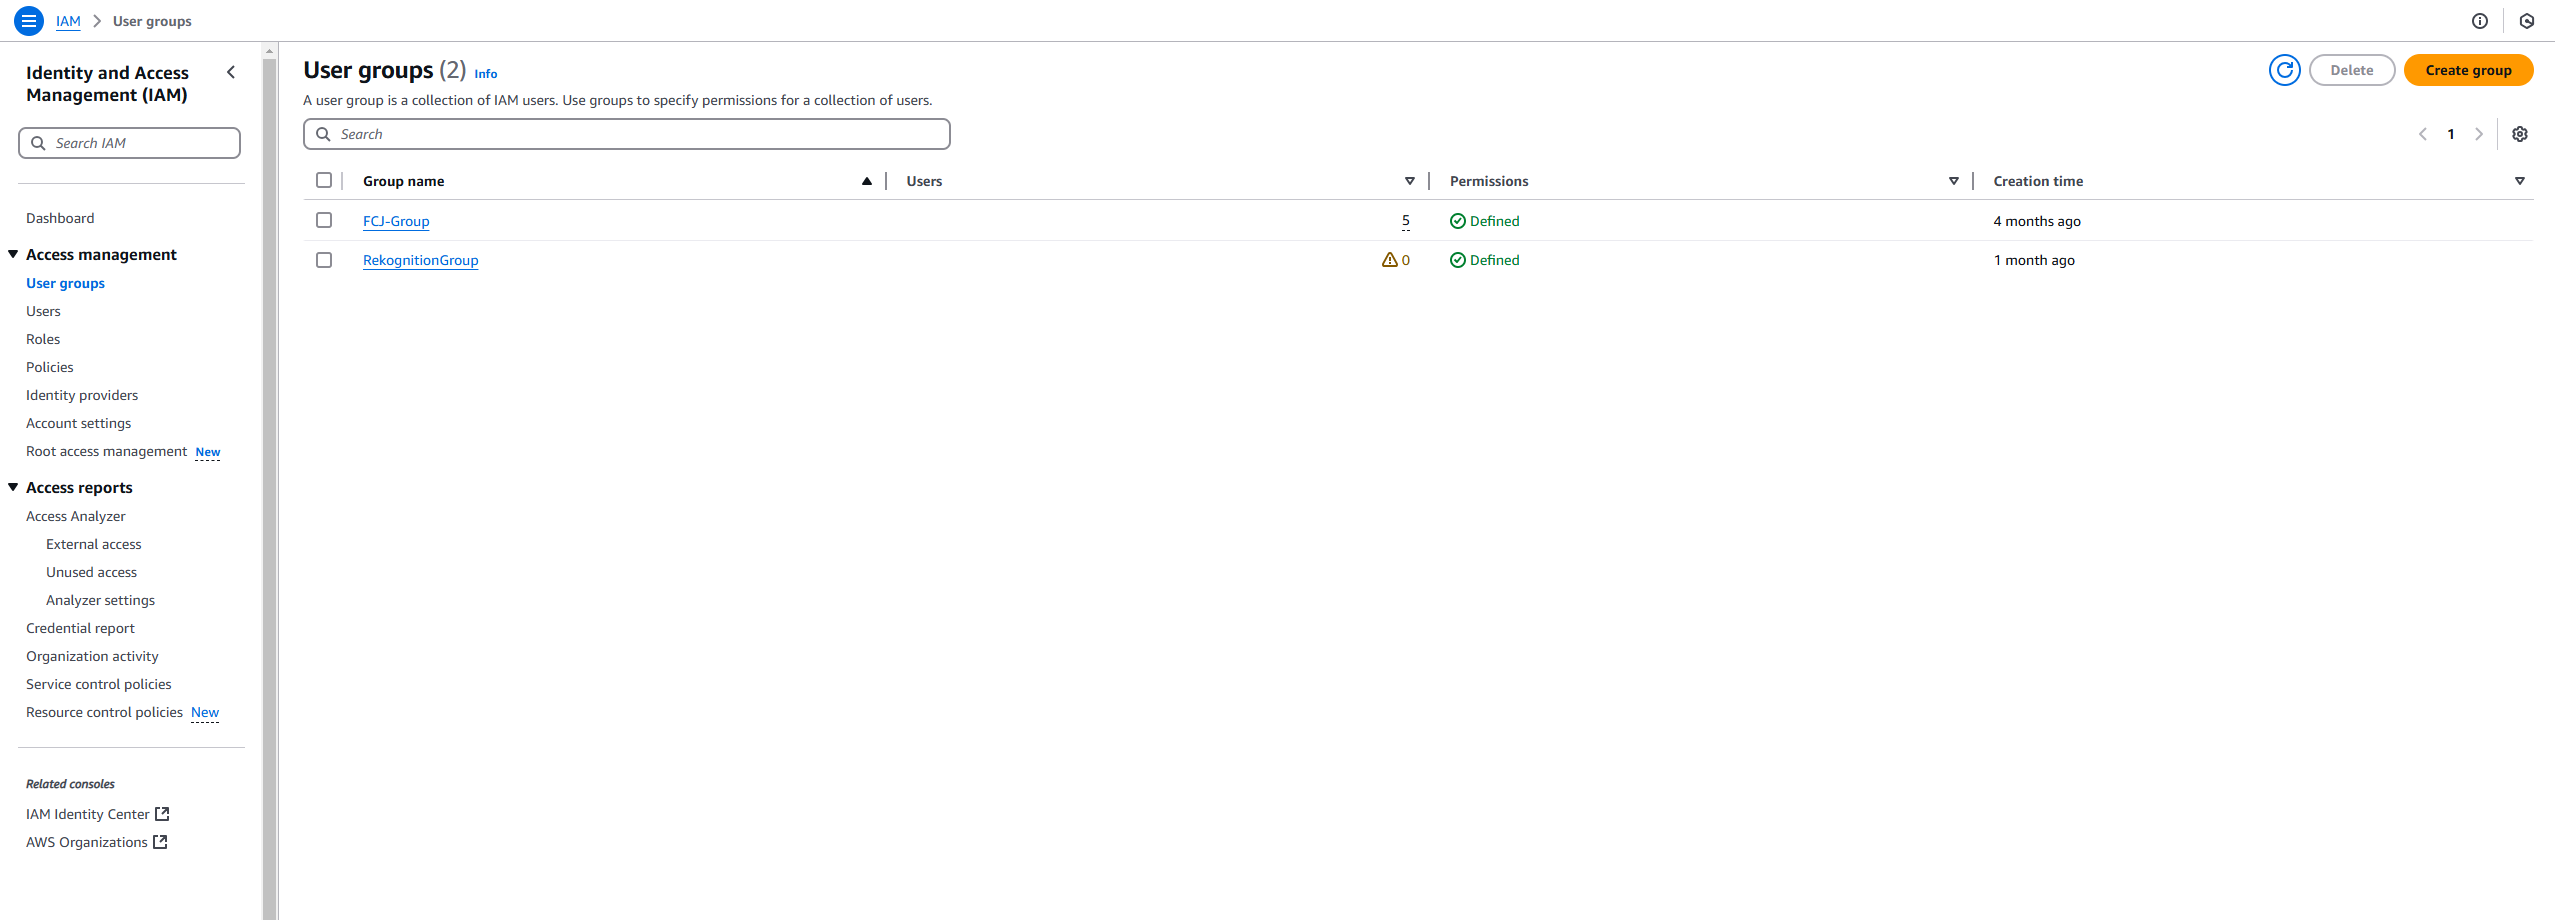 IAM > User groups
Identity and Access
Management (IAM)
Search IAM
Dashboard
Access management
User groups
Users
Roles
Policies
Identity providers
Account settings
Root access management New
Access reports
Access Analyzer
External access
Unused access
Analyzer settings
Credential report
Organization activity
Service control policies
Resource control policies New
Related consoles
IAM Identity Center
AWS Organizations
User groups (2) Info
Delete
Create group
A user group is a collection of IAM users. Use groups to specify permissions for a collection of users.
Search
1
Group name Users Permissions Creation time
FCJ-Group 5 Defined 4 months ago
RekognitionGroup 0 Defined 1 month ago